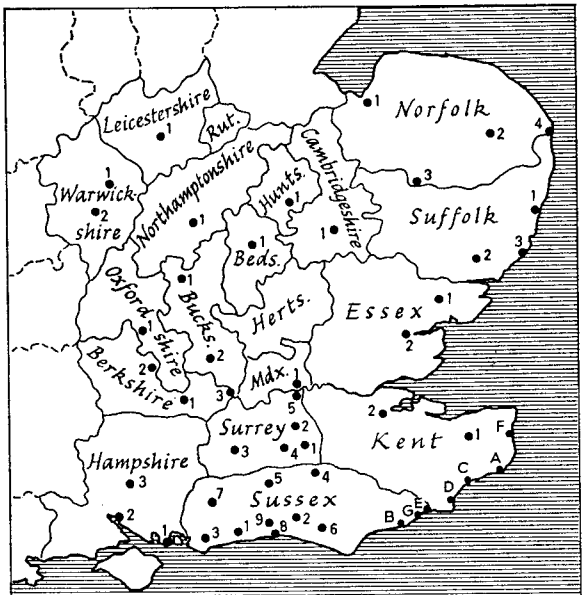 Norfolk
1
2
3
4
Leicestershire
1
Rut.
Cambridgeshire
1
Northamptonshire
1
Hunts.
1
Warwick-
shire
1
2
Suffolk
1
2
3
Beds.
1
Oxford
shire
1
2
Bucks.
1
2
3
Herts.
Essex
1
2
Berkshire
1
Mdx.
1
5
Surrey
2
3
4
1
Kent
2
1
F
A
C
D
E
G
B
Hampshire
3
2
1
Sussex
4
5
7
3
1
9
8
2
6